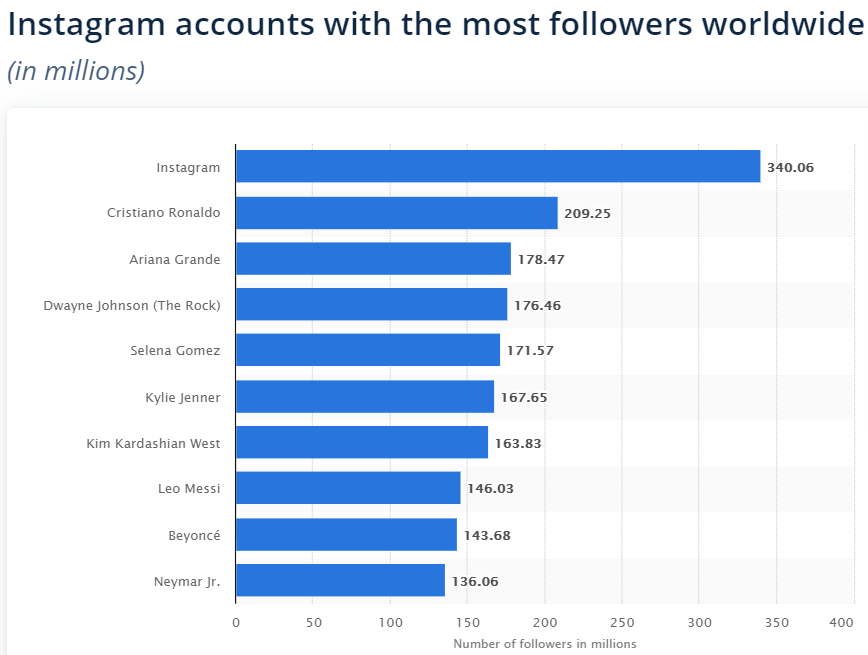 Instagram accounts with the most followers worldwide
(in millions)
Instagram 340.06
Cristiano Ronaldo 209.25
Ariana Grande 178.47
Dwayne Johnson (The Rock) 176.46
Selena Gomez 171.57
Kylie Jenner 167.65
Kim Kardashian West 163.83
Leo Messi 146.03
Beyoncé 143.68
Neymar Jr. 136.06
0 50 100 150 200 250 300 350 400
Number of followers in millions